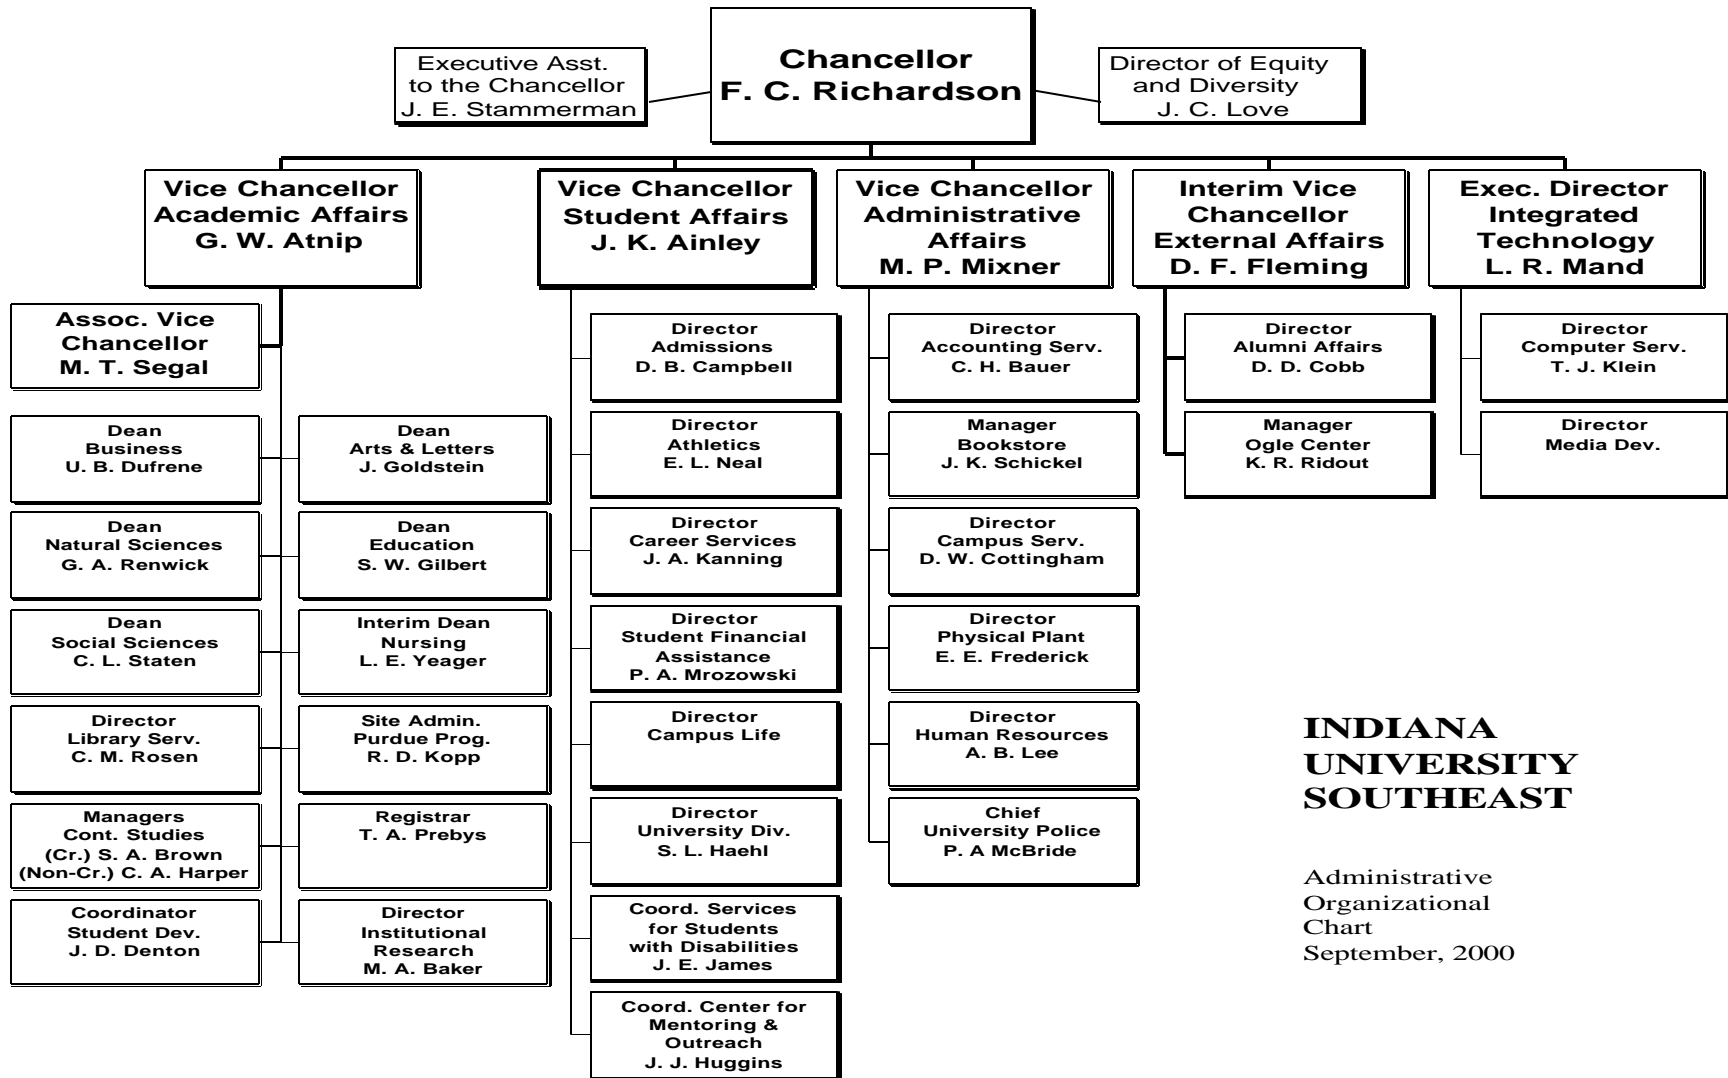 Chancellor
F. C. Richardson
Executive Asst.
to the Chancellor
J. E. Stammerman
Director of Equity
and Diversity
J. C. Love
Vice Chancellor
Academic Affairs
G. W. Atnip
Vice Chancellor
Student Affairs
J. K. Ainley
Vice Chancellor
Administrative
Affairs
M. P. Mixner
Interim Vice
Chancellor
External Affairs
D. F. Fleming
Exec. Director
Integrated
Technology
L. R. Mand
Assoc. Vice
Chancellor
M. T. Segal
Dean
Business
U. B. Dufrene
Dean
Arts & Letters
J. Goldstein
Dean
Natural Sciences
G. A. Renwick
Dean
Education
S. W. Gilbert
Dean
Social Sciences
C. L. Staten
Interim Dean
Nursing
L. E. Yeager
Director
Library Serv.
C. M. Rosen
Site Admin.
Purdue Prog.
R. D. Kopp
Managers
Cont. Studies
(Cr.) S. A. Brown
(Non-Cr.) C. A. Harper
Registrar
T. A. Prebys
Coordinator
Student Dev.
J. D. Denton
Director
Institutional
Research
M. A. Baker
Director
Admissions
D. B. Campbell
Director
Athletics
E. L. Neal
Director
Career Services
J. A. Kanning
Director
Student Financial
Assistance
P. A. Mrozowski
Director
Campus Life
Director
University Div.
S. L. Haehl
Coord. Services
for Students
with Disabilities
J. E. James
Coord. Center for
Mentoring &
Outreach
J. J. Huggins
Director
Accounting Serv.
C. H. Bauer
Manager
Bookstore
J. K. Schickel
Director
Campus Serv.
D. W. Cottingham
Director
Physical Plant
E. E. Frederick
Director
Human Resources
A. B. Lee
Chief
University Police
P. A McBride
Director
Alumni Affairs
D. D. Cobb
Manager
Ogle Center
K. R. Ridout
Director
Computer Serv.
T. J. Klein
Director
Media Dev.
INDIANA
UNIVERSITY
SOUTHEAST
Administrative
Organizational
Chart
September, 2000